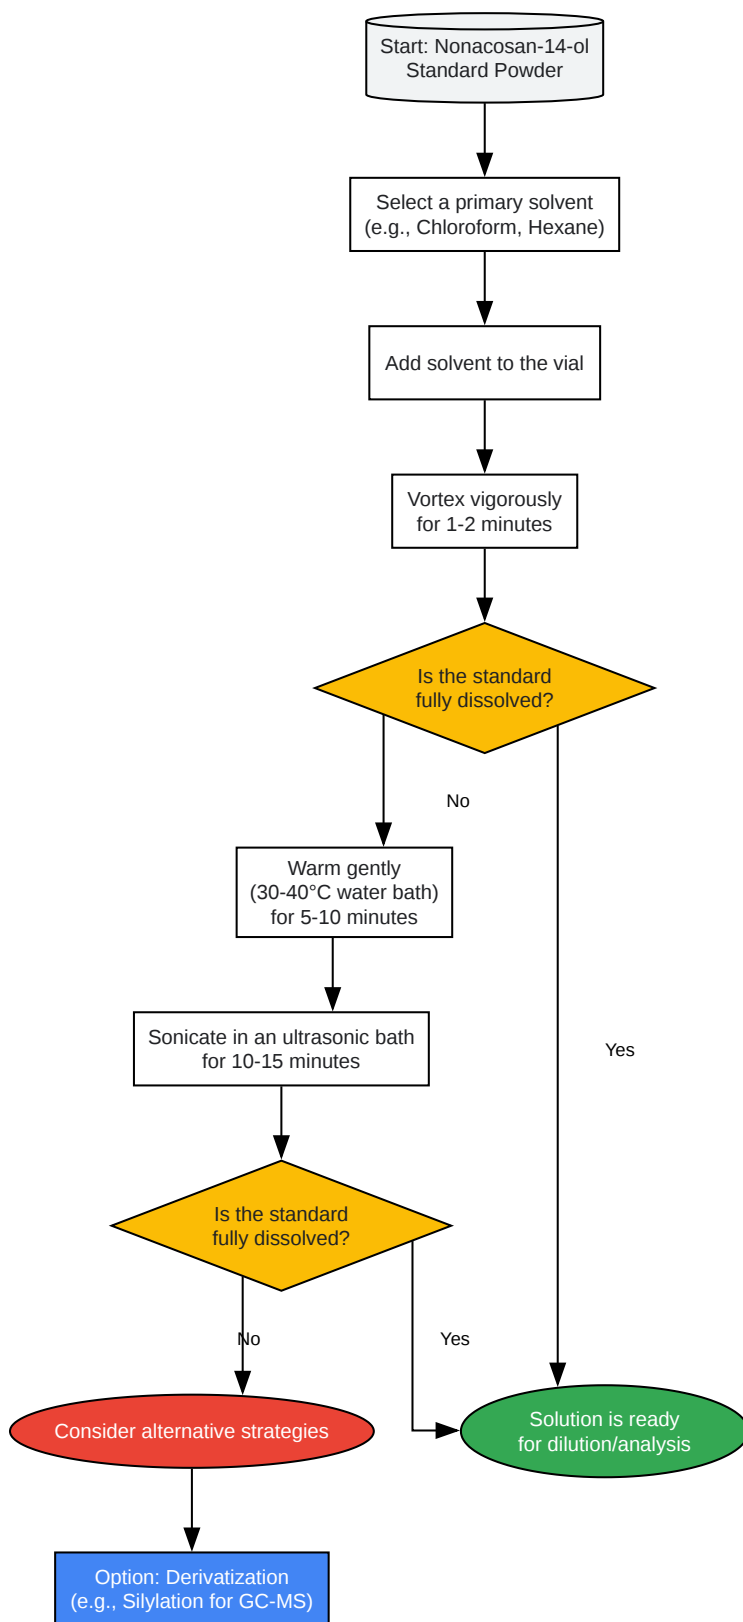 Start: Nonacosan-14-ol
Standard Powder
Select a primary solvent
(e.g., Chloroform, Hexane)
Add solvent to the vial
Vortex vigorously
for 1-2 minutes
Is the standard
fully dissolved?
No
Warm gently
(30-40°C water bath)
for 5-10 minutes
Sonicate in an ultrasonic bath
for 10-15 minutes
Yes
Is the standard
fully dissolved?
No
Yes
Consider alternative strategies
Solution is ready
for dilution/analysis
Option: Derivatization
(e.g., Silylation for GC-MS)